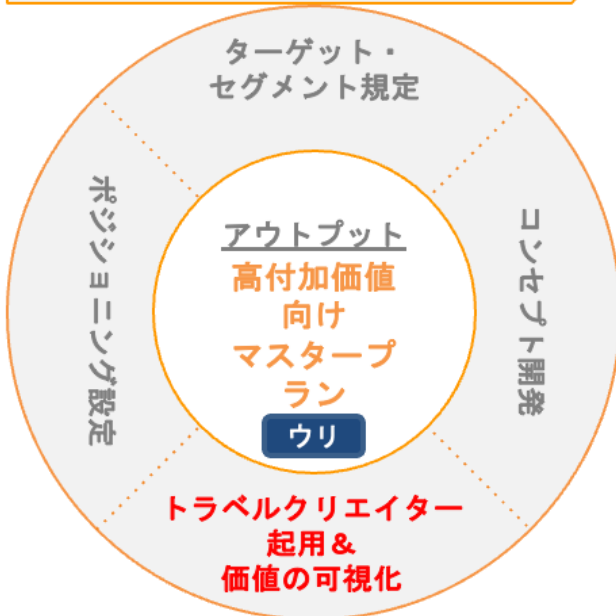 ターゲット・
セグメント規定
ポジショニング設定
コンセプト開発
アウトプット
高付加価値
向け
マスタープ
ラン
ウリ
トラベルクリエイター
起用＆
価値の可視化